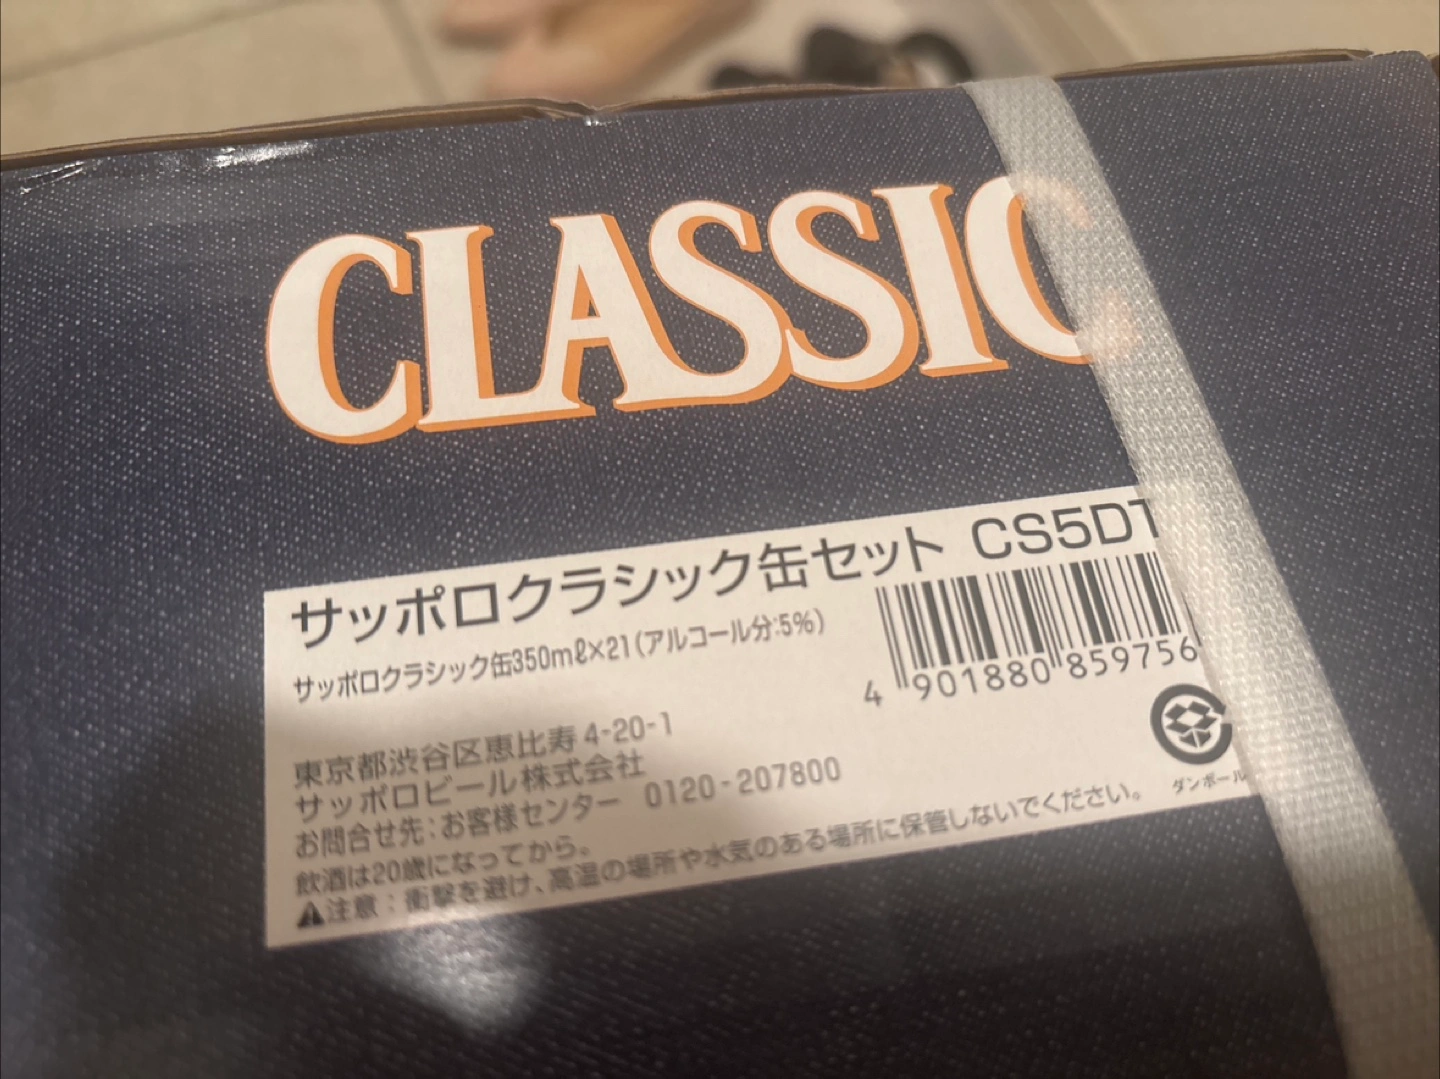 CLASSIC
サッポロクラシック缶セット CS5DT
サッポロクラシック缶350mℓ×21(アルコール分:5%)
4 901880 859756
東京都渋谷区恵比寿 4-20-1
サッポロビール株式会社
お問合せ先:お客様センター 0120-207800
飲酒は20歳になってから。
⚠注意:衝撃を避け、高温の場所や水気のある場所に保管しないでください。
ダンボール